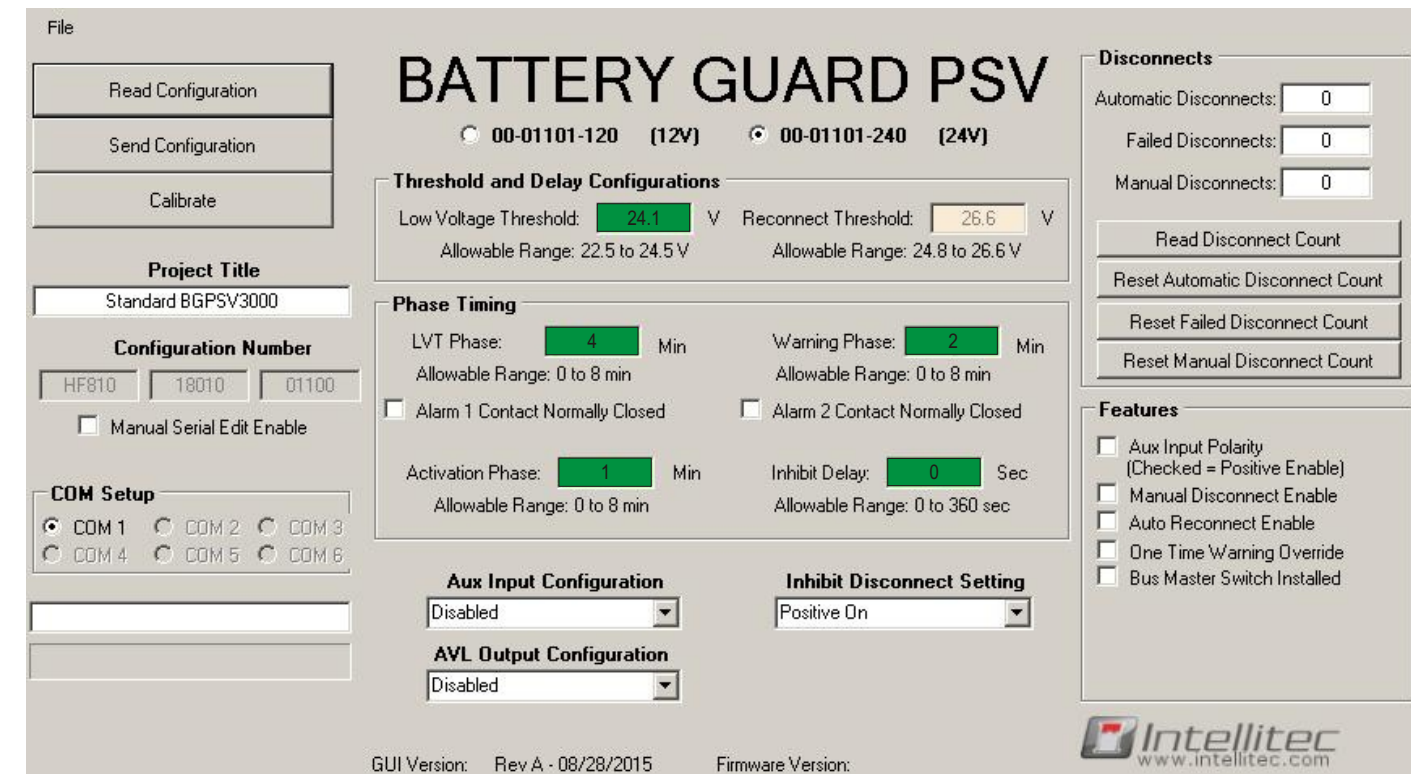 File
Read Configuration
Send Configuration
Calibrate
Project Title
Standard BGPSV3000
Configuration Number
HF810 18010 01100
Manual Serial Edit Enable
COM Setup
COM 1 COM 2 COM 3
COM 4 COM 5 COM 6
BATTERY GUARD PSV
00-01101-120 (12V) 00-01101-240 (24V)
Threshold and Delay Configurations
Low Voltage Threshold: 24.1 V Reconnect Threshold: 26.6 V
Allowable Range: 22.5 to 24.5 V Allowable Range: 24.8 to 26.6 V
Phase Timing
LVT Phase: 4 Min Warning Phase: 2 Min
Allowable Range: 0 to 8 min Allowable Range: 0 to 8 min
Alarm 1 Contact Normally Closed Alarm 2 Contact Normally Closed
Activation Phase: 1 Min Inhibit Delay: 0 Sec
Allowable Range: 0 to 8 min Allowable Range: 0 to 360 sec
Aux Input Configuration Inhibit Disconnect Setting
Disabled Positive On
AVL Output Configuration
Disabled
GUI Version: Rev A - 08/28/2015 Firmware Version:
Disconnects
Automatic Disconnects: 0
Failed Disconnects: 0
Manual Disconnects: 0
Read Disconnect Count
Reset Automatic Disconnect Count
Reset Failed Disconnect Count
Reset Manual Disconnect Count
Features
Aux Input Polarity
(Checked = Positive Enable)
Manual Disconnect Enable
Auto Reconnect Enable
One Time Warning Override
Bus Master Switch Installed
Intellitec
www.intellitec.com